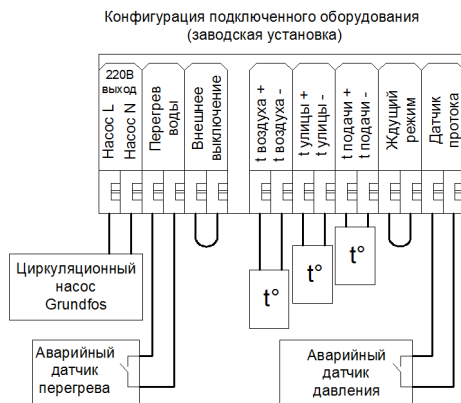 Конфигурация подключенного оборудования
(заводская установка)
220В
выход
Насос L
Насос N
Перегрев
воды
Внешнее
выключение
t воздуха +
t воздуха -
t улицы +
t улицы -
t подачи +
t подачи -
Ждущий
режим
Датчик
протока
Циркуляционный
насос
Grundfos
t°
t°
t°
Аварийный
датчик
перегрева
Аварийный
датчик
давления